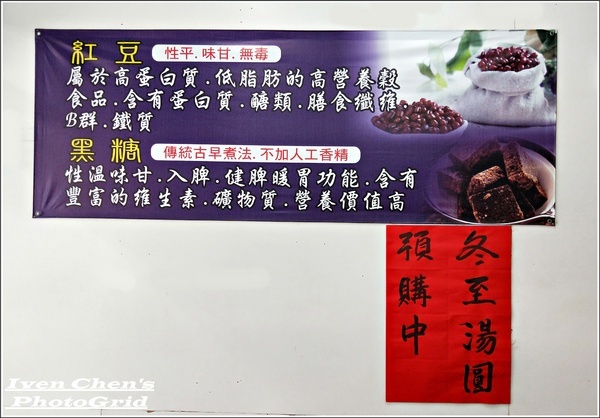 紅豆 性平.味甘.無毒
屬於高蛋白質.低脂肪的高營養穀
食品.含有蛋白質.醣類.膳食纖維
B群.鐵質
黑糖 傳統古早煮法.不加人工香精
性溫味甘.入脾.健脾暖胃功能.含有
豐富的維生素.礦物質.營養價值高
冬至湯圓
預購中
Iven Chen's
PhotoGrid